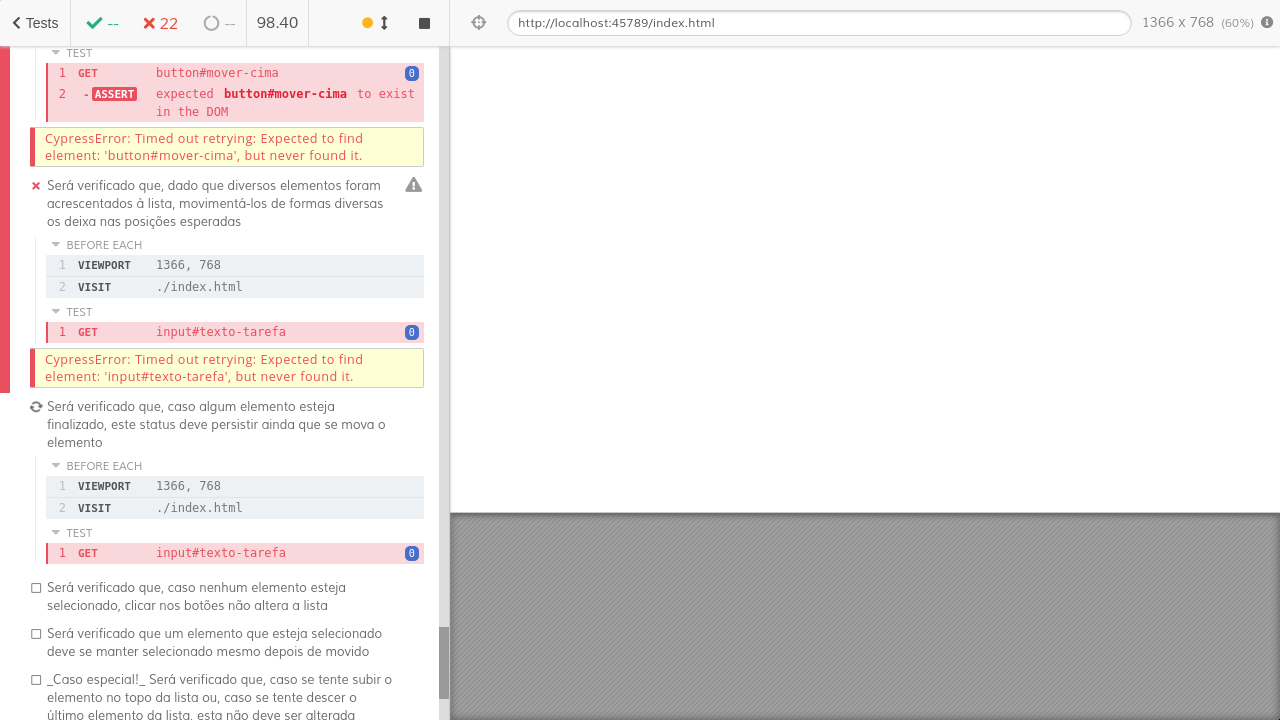 Tests -- 22 -- 98.40 http://localhost:45789/index.html 1366 x 768 (60%)
TEST
1 GET button#mover-cima 0
2 -ASSERT expected button#mover-cima to exist
in the DOM
CypressError: Timed out retrying: Expected to find
element: 'button#mover-cima', but never found it.
Será verificado que, dado que diversos elementos foram
acrescentados à lista, movimentá-los de formas diversas
os deixa nas posições esperadas
BEFORE EACH
1 VIEWPORT 1366, 768
2 VISIT ./index.html
TEST
1 GET input#texto-tarefa 0
CypressError: Timed out retrying: Expected to find
element: 'input#texto-tarefa', but never found it.
Será verificado que, caso algum elemento esteja
finalizado, este status deve persistir ainda que se mova o
elemento
BEFORE EACH
1 VIEWPORT 1366, 768
2 VISIT ./index.html
TEST
1 GET input#texto-tarefa 0
Será verificado que, caso nenhum elemento esteja
selecionado, clicar nos botões não altera a lista
Será verificado que um elemento que esteja selecionado
deve se manter selecionado mesmo depois de movido
_Caso especial!_ Será verificado que, caso se tente subir o
elemento no topo da lista ou, caso se tente descer o
último elemento da lista, esta não deve ser alterada